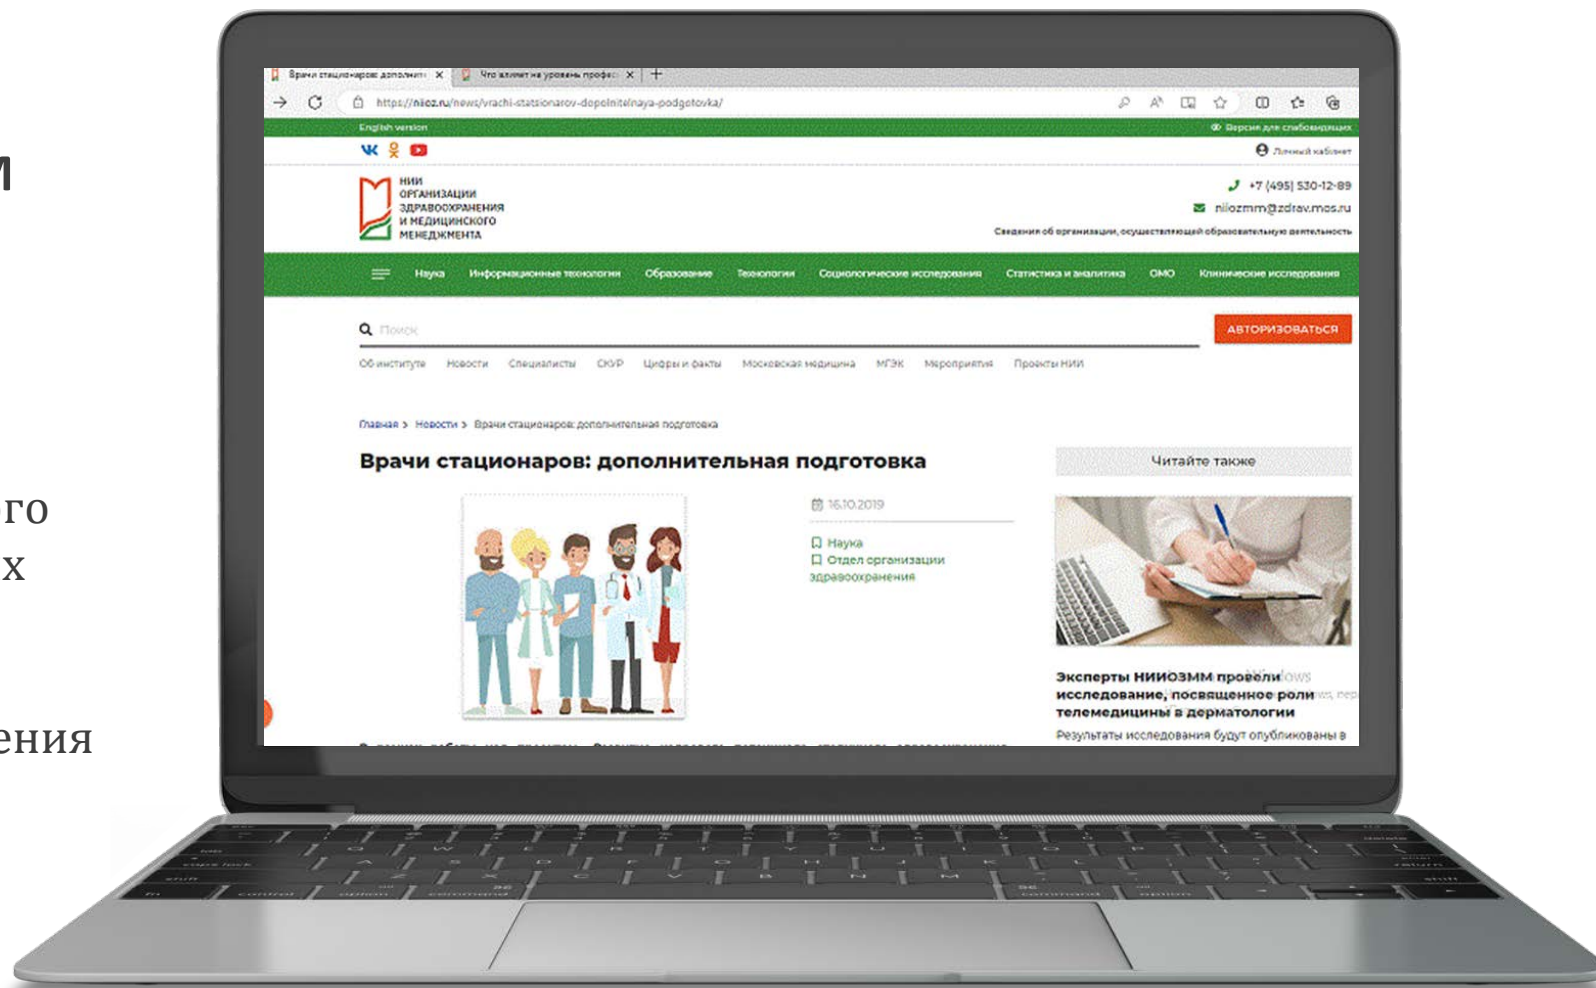 м
го
х
ения
Врачи стационаров: дополните
Что влияет на уровень професс
https://niioz.ru/news/vrachi-statsionarov-dopolnitelnaya-podgotovka/
English version
Версия для слабовидящих
Личный кабинет
НИИ
ОРГАНИЗАЦИИ
ЗДРАВООХРАНЕНИЯ
И МЕДИЦИНСКОГО
МЕНЕДЖМЕНТА
+7 (495) 530-12-89
niiozmm@zdrav.mos.ru
Сведения об организации, осуществляющей образовательную деятельность
Наука Информационные технологии Образование Технологии Социологические исследования Статистика и аналитика ОМО Клинические исследования
Поиск
АВТОРИЗОВАТЬСЯ
Об институте Новости Специалисты СКУР Цифры и факты Московская медицина МГЭК Мероприятия Проекты НИИ
Главная > Новости > Врачи стационаров: дополнительная подготовка
Врачи стационаров: дополнительная подготовка
Читайте также
16.10.2019
Наука
Отдел организации
здравоохранения
Эксперты НИИОЗММ провели
исследование, посвященное роли
телемедицины в дерматологии
Результаты исследования будут опубликованы в